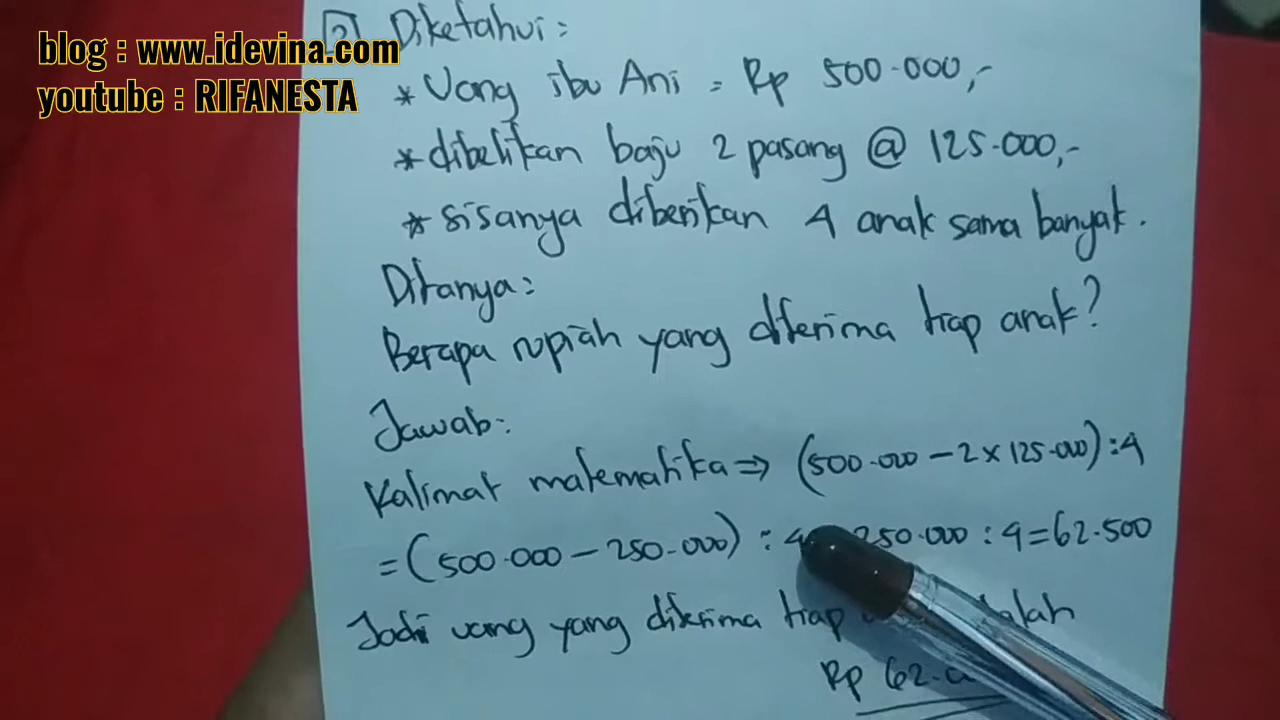 blog : www.idevina.com
youtube : RIFANESTA
2 Diketahui :
* Uang ibu Ani = Rp 500.000,-
* dibelikan baju 2 pasang @ 125.000,-
* sisanya diberikan 4 anak sama banyak.
Ditanya :
Berapa rupiah yang diterima tiap anak?
Jawab :
Kalimat matematika ⇒ (500.000 – 2 x 125.000) : 4
= (500.000 – 250.000) : 4 250.000 : 4 = 62.500
Jadi uang yang diterima tiap
Rp 62.